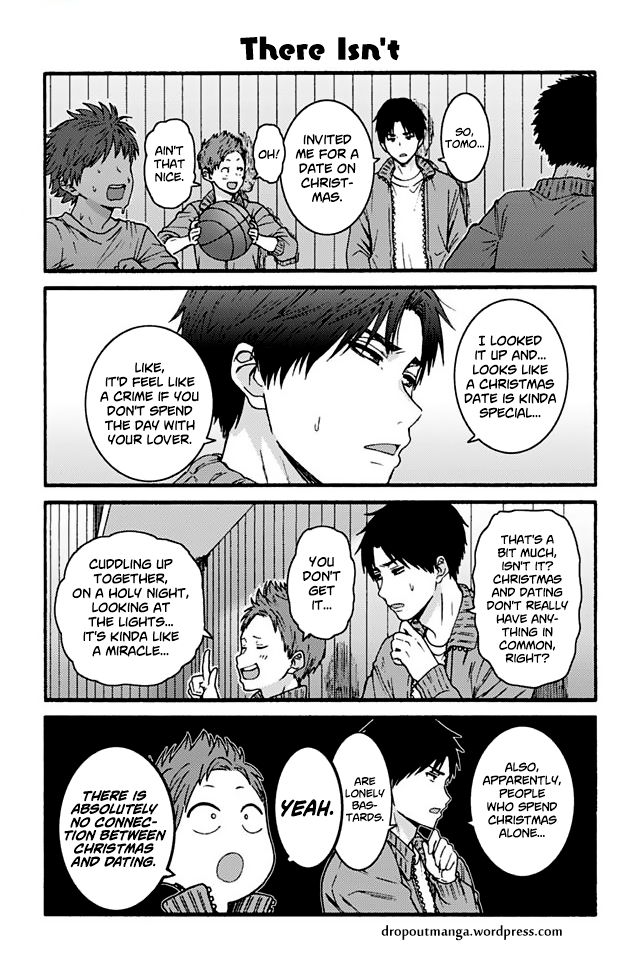 There Isn't
SO,
TOMO...
INVITED
ME FOR A
DATE ON
CHRIST-
MAS.
OH!
AIN'T
THAT
NICE.
I LOOKED
IT UP AND...
LOOKS LIKE
A CHRISTMAS
DATE IS KINDA
SPECIAL...
LIKE,
IT'D FEEL LIKE
A CRIME IF YOU
DON'T SPEND
THE DAY WITH
YOUR LOVER.
THAT'S A
BIT MUCH,
ISN'T IT?
CHRISTMAS
AND DATING
DON'T REALLY
HAVE ANY-
THING IN
COMMON,
RIGHT?
YOU
DON'T
GET
IT...
CUDDLING UP
TOGETHER,
ON A HOLY NIGHT,
LOOKING AT
THE LIGHTS...
IT'S KINDA LIKE
A MIRACLE...
ALSO,
APPARENTLY,
PEOPLE
WHO SPEND
CHRISTMAS
ALONE...
ARE
LONELY
BAS-
TARDS.
YEAH.
THERE IS
ABSOLUTELY
NO CONNEC-
TION BETWEEN
CHRISTMAS
AND DATING.
dropoutmanga.wordpress.com